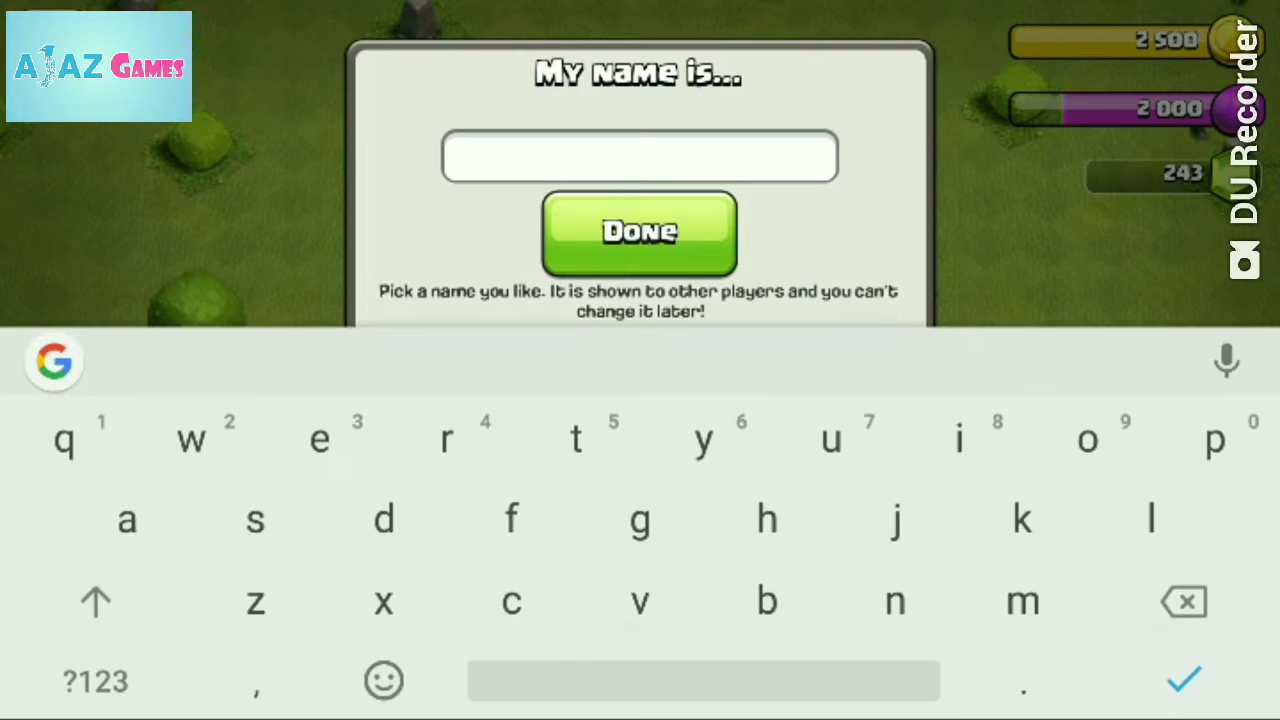 A1AZ GAMES
My name is...
Done
Pick a name you like. It is shown to other players and you can't
change it later!
2 500
2 000
243
DU Recorder
q 1 w 2 e 3 r 4 t 5 y 6 u 7 i 8 o 9 p 0
a s d f g h j k l
z x c v b n m
?123 , .